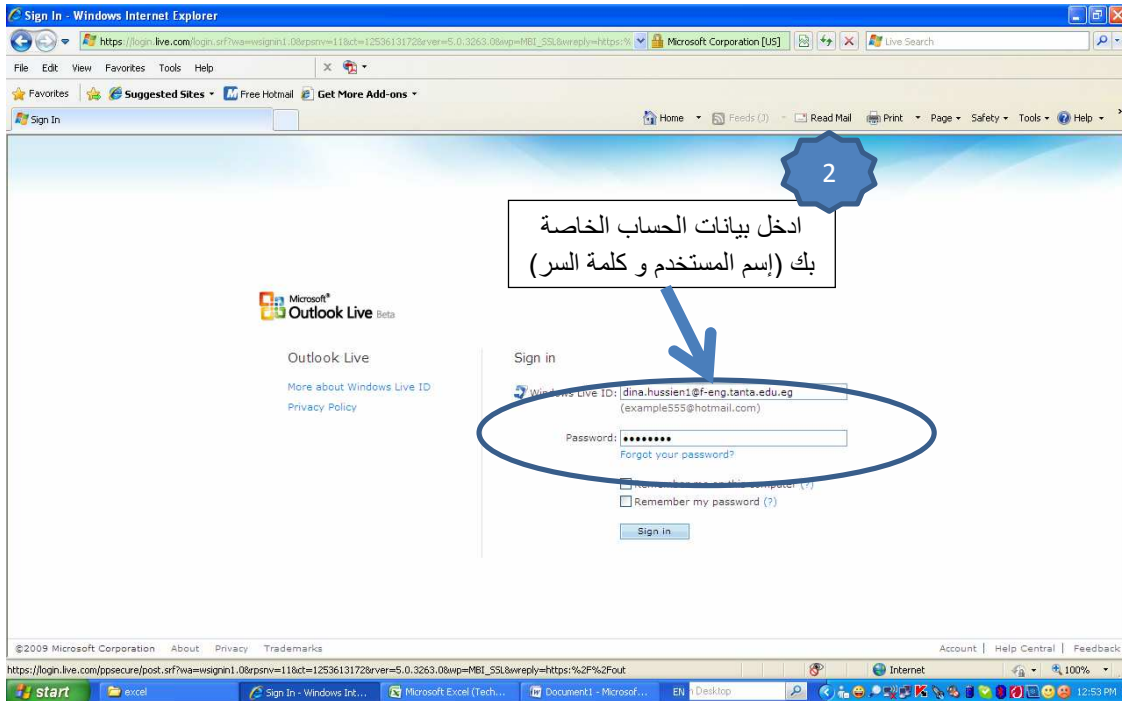 Sign In - Windows Internet Explorer
https://login.live.com/login.srf?wa=wsignin1.0&rpsnv=11&ct=1253613172&rver=5.0.3263.0&wp=MBI_SSL&wreply=https:% Microsoft Corporation [US] Live Search
File Edit View Favorites Tools Help
Favorites Suggested Sites Free Hotmail Get More Add-ons
Sign In Home Feeds (J) Read Mail Print Page Safety Tools Help
2
ادخل بيانات الحساب الخاصة
بك (إسم المستخدم و كلمة السر)
Microsoft®
Outlook Live Beta
Outlook Live
More about Windows Live ID
Privacy Policy
Sign in
Windows Live ID: dina.hussien1@f-eng.tanta.edu.eg
(example555@hotmail.com)
Password: ●●●●●●●●
Forgot your password?
Remember me on this computer (?)
Remember my password (?)
Sign in
©2009 Microsoft Corporation About Privacy Trademarks Account | Help Central | Feedback
https://login.live.com/ppsecure/post.srf?wa=wsignin1.0&rpsnv=11&ct=1253613172&rver=5.0.3263.0&wp=MBI_SSL&wreply=https:%2F%2Fout Internet 100%
start excel Sign In - Windows Int... Microsoft Excel (Tech... Document1 - Microsof... EN Desktop 12:53 PM